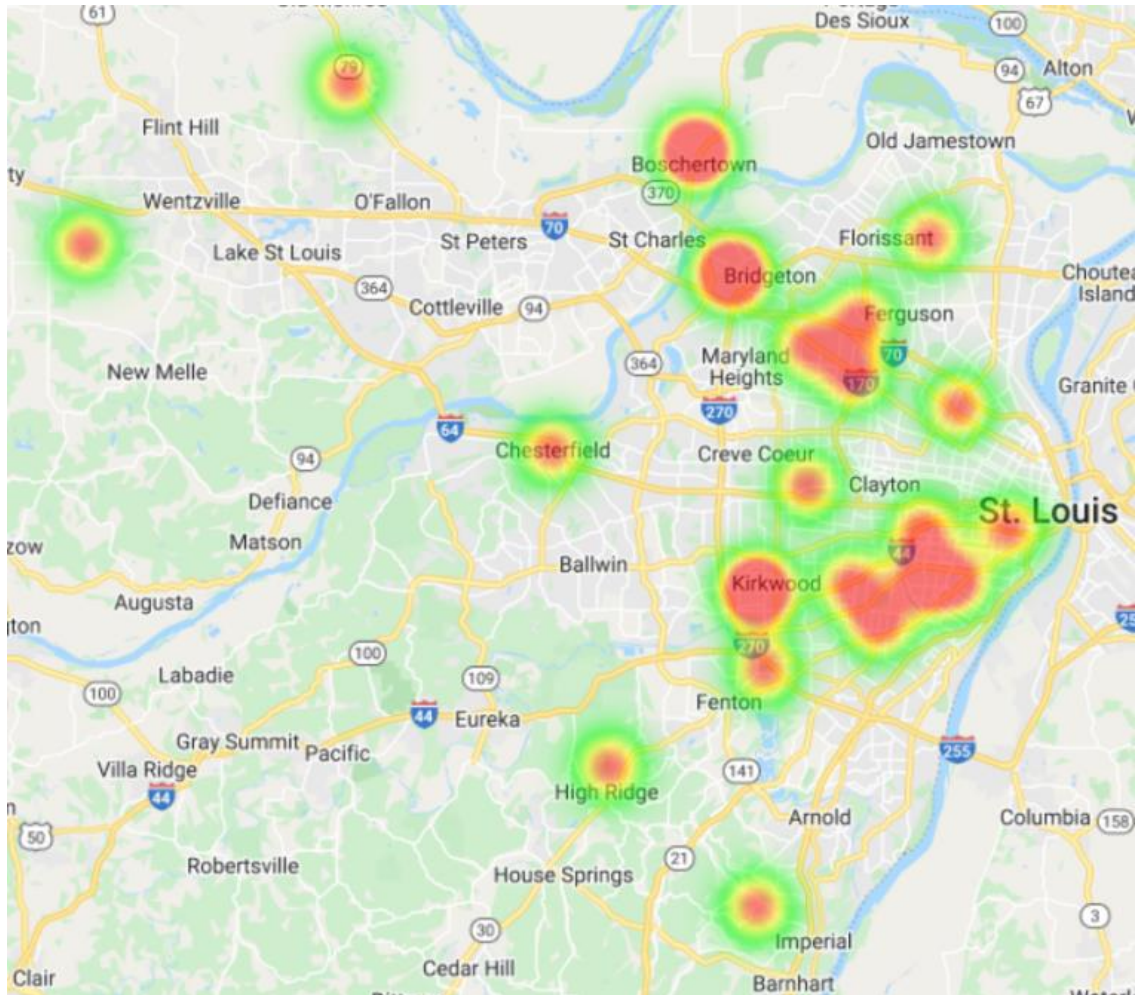 61
Des Sioux
100
94
Alton
67
79
Flint Hill
Old Jamestown
Boschertown
370
Wentzville
O'Fallon
70
St Peters
St Charles
Florissant
Lake St Louis
Bridgeton
364
Cottleville
94
Ferguson
Maryland
Heights
364
70
170
New Melle
270
64
Chesterfield
Creve Coeur
94
Clayton
Defiance
St. Louis
Matson
44
Ballwin
Kirkwood
Augusta
270
100
Labadie
109
100
Fenton
44
Eureka
Gray Summit
Pacific
255
Villa Ridge
44
141
High Ridge
50
Arnold
Columbia
158
21
Robertsville
House Springs
3
30
Imperial
Cedar Hill
Clair
Barnhart